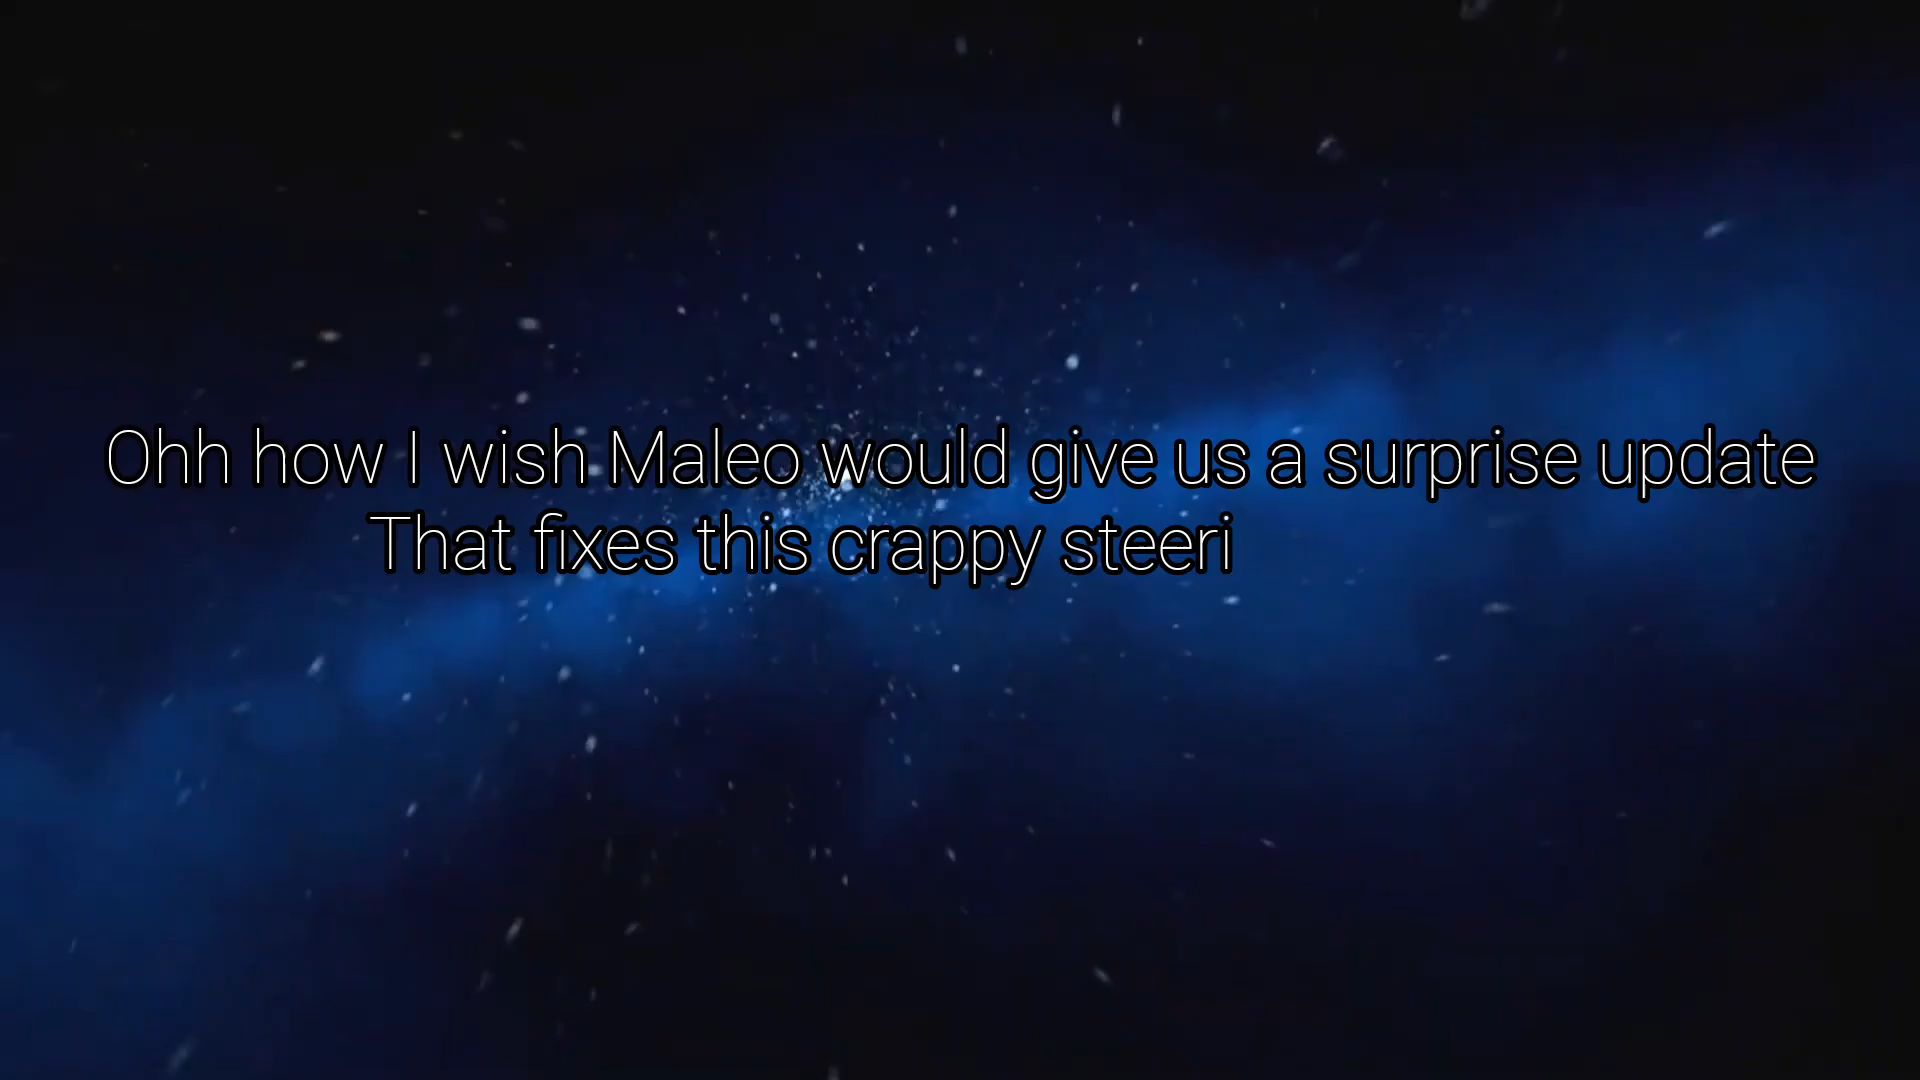 Ohh how I wish Maleo would give us a surprise update
That fixes this crappy steeri